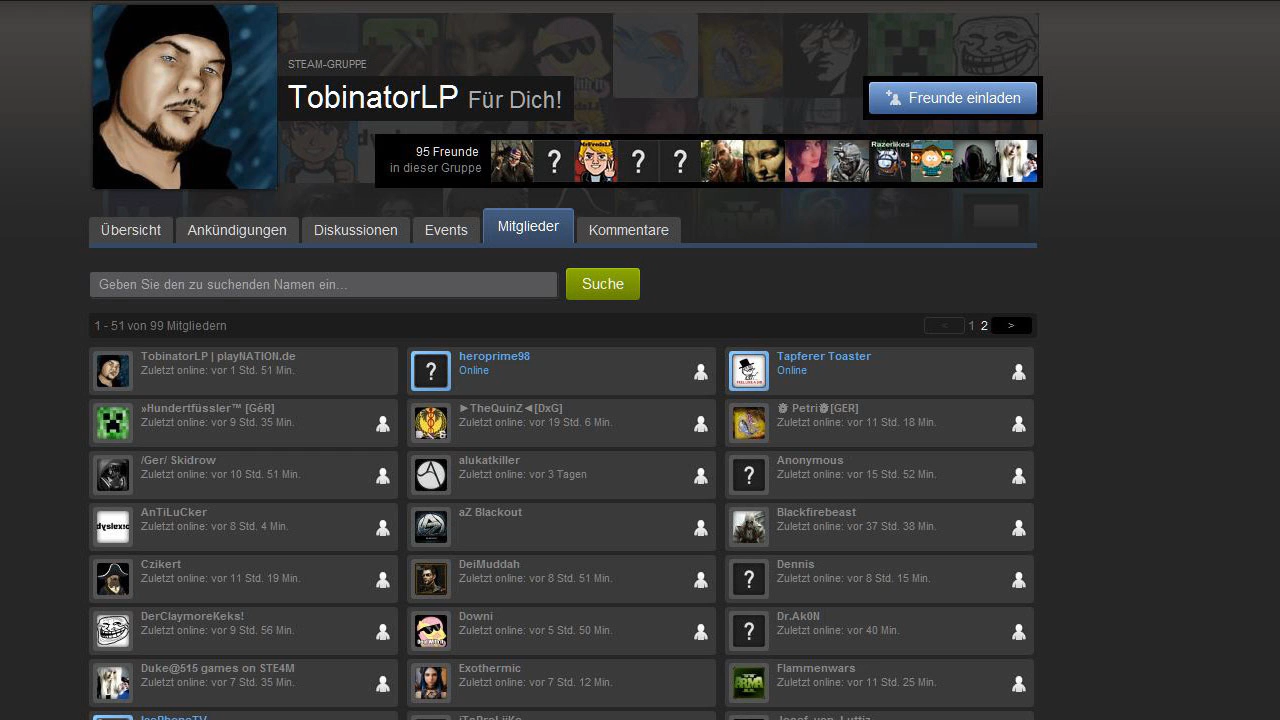 STEAM-GRUPPE
TobinatorLP Für Dich!
Freunde einladen
95 Freunde
in dieser Gruppe
Razerlikes
Übersicht
Ankündigungen
Diskussionen
Events
Mitglieder
Kommentare
Geben Sie den zu suchenden Namen ein...
Suche
1 - 51 von 99 Mitgliedern
< 1 2 >
TobinatorLP | playNATION.de
Zuletzt online: vor 1 Std. 51 Min.
heroprime98
Online
Tapferer Toaster
Online
»Hundertfüssler™ [GéR]
Zuletzt online: vor 9 Std. 35 Min.
►TheQuinZ◄[DxG]
Zuletzt online: vor 19 Std. 6 Min.
Petri [GER]
Zuletzt online: vor 11 Std. 18 Min.
/Ger/ Skidrow
Zuletzt online: vor 10 Std. 51 Min.
alukatkiller
Zuletzt online: vor 3 Tagen
Anonymous
Zuletzt online: vor 15 Std. 52 Min.
AnTiLuCker
Zuletzt online: vor 8 Std. 4 Min.
aZ Blackout
Blackfirebeast
Zuletzt online: vor 37 Std. 38 Min.
Czikert
Zuletzt online: vor 11 Std. 19 Min.
DeiMuddah
Zuletzt online: vor 8 Std. 51 Min.
Dennis
Zuletzt online: vor 8 Std. 15 Min.
DerClaymoreKeks!
Zuletzt online: vor 9 Std. 56 Min.
Downi
Zuletzt online: vor 5 Std. 50 Min.
Dr.Ak0N
Zuletzt online: vor 40 Min.
Duke@515 games on STE4M
Zuletzt online: vor 7 Std. 35 Min.
Exothermic
Zuletzt online: vor 7 Std. 12 Min.
Flammenwars
Zuletzt online: vor 11 Std. 25 Min.